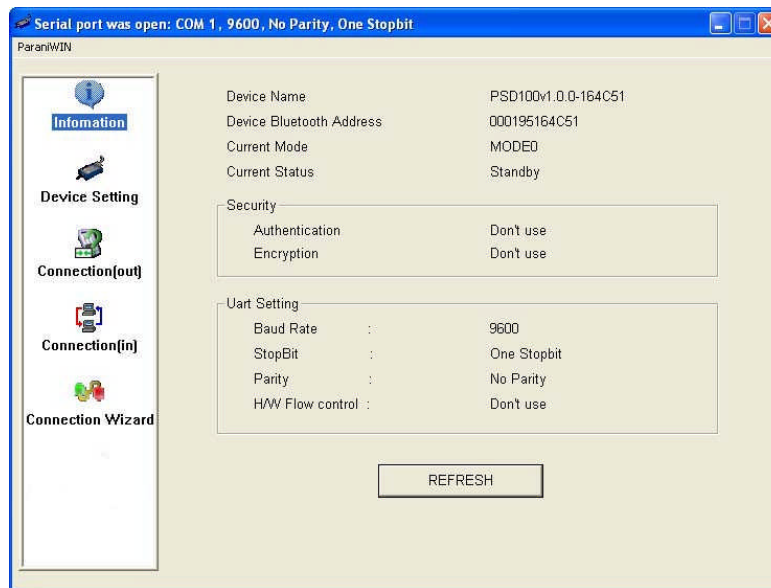 Serial port was open: COM 1, 9600, No Parity, One Stopbit
ParaniWIN
Infomation
Device Setting
Connection(out)
Connection(in)
Connection Wizard
Device Name PSD100v1.0.0-164C51
Device Bluetooth Address 000195164C51
Current Mode MODE0
Current Status Standby
Security
Authentication Don't use
Encryption Don't use
Uart Setting
Baud Rate : 9600
StopBit : One Stopbit
Parity : No Parity
H/W Flow control : Don't use
REFRESH